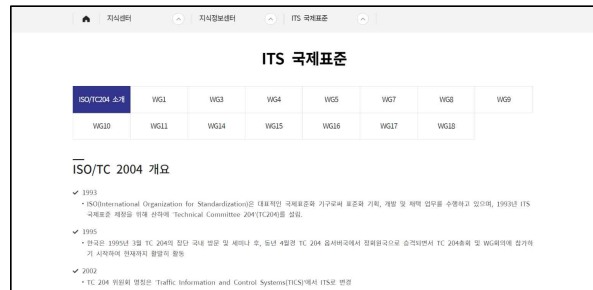 지식센터 지식정보센터 ITS 국제표준
ITS 국제표준
ISO/TC204 소개 WG1 WG3 WG4 WG5 WG7 WG8 WG9
WG10 WG11 WG14 WG15 WG16 WG17 WG18
ISO/TC 2004 개요
✓ 1993
• ISO(International Organization for Standardization)은 대표적인 국제표준화 기구로써 표준화 기획, 개발 및 채택 업무를 수행하고 있으며, 1993년 ITS
국제표준 제정을 위해 산하에 'Technical Committee 204'(TC204)를 설립.
✓ 1995
• 한국은 1995년 3월 TC 204의 장단 국내 방문 및 세미나 후, 동년 4월경 TC 204 옵서버국에서 정회원국으로 승격되면서 TC 204총회 및 WG회의에 참가하
기 시작하여 현재까지 활발히 활동
✓ 2002
• TC 204 위원회 명칭은 'Traffic Information and Control Systems(TICS)'에서 ITS로 변경